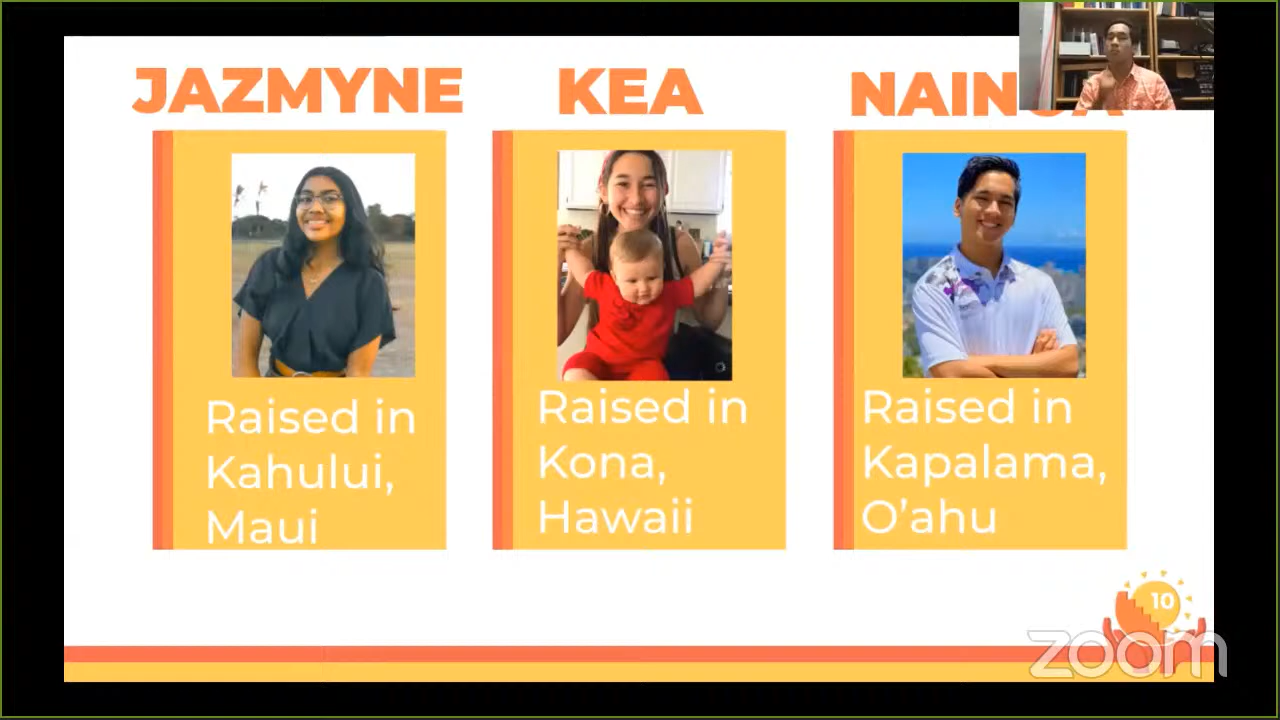 JAZMYNE
KEA
Raised in
Kahului,
Maui
Raised in
Kona,
Hawaii
Raised in
Kapalama,
O'ahu
10
zoom